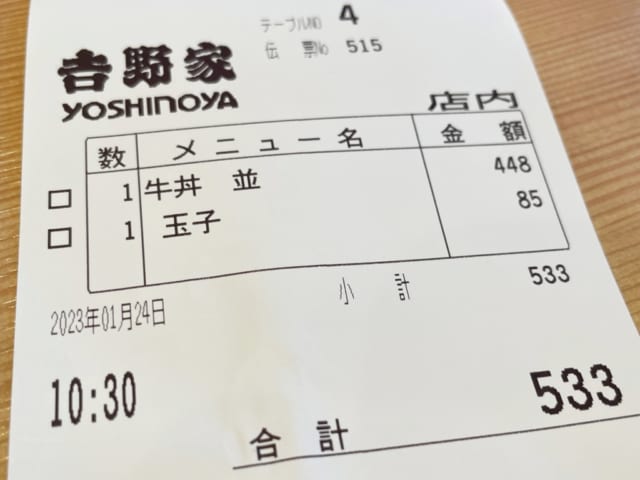 テーブルNO 4
伝票No 515
吉野家
YOSHINOYA
店内
数 メニュー名 金額
1 牛丼 並 448
1 玉子 85
小計 533
2023年01月24日
10:30
合計 533